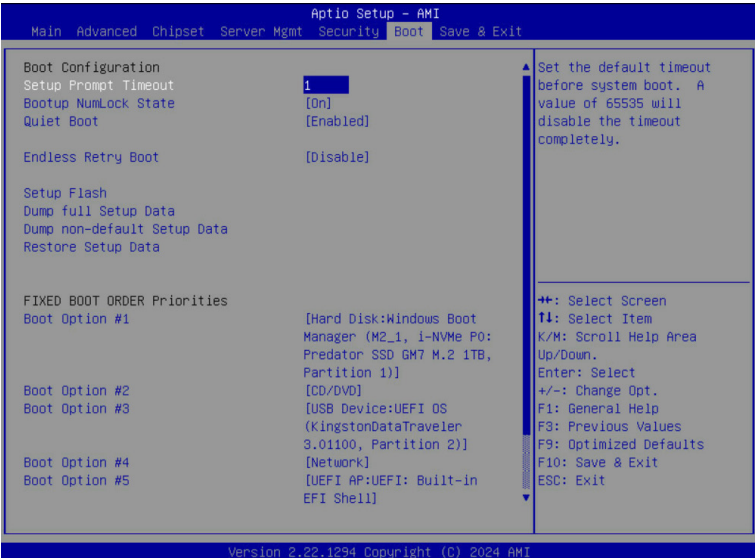 Aptio Setup - AMI
Main Advanced Chipset Server Mgmt Security Boot Save & Exit
Boot Configuration
Setup Prompt Timeout 1
Bootup NumLock State [On]
Quiet Boot [Enabled]
Endless Retry Boot [Disable]
Setup Flash
Dump full Setup Data
Dump non-default Setup Data
Restore Setup Data
FIXED BOOT ORDER Priorities
Boot Option #1 [Hard Disk:Windows Boot
Manager (M2_1, i-NVMe P0:
Predator SSD GM7 M.2 1TB,
Partition 1)]
Boot Option #2 [CD/DVD]
Boot Option #3 [USB Device:UEFI OS
(KingstonDataTraveler
3.01100, Partition 2)]
Boot Option #4 [Network]
Boot Option #5 [UEFI AP:UEFI: Built-in
EFI Shell]
Set the default timeout
before system boot. A
value of 65535 will
disable the timeout
completely.
→←: Select Screen
↑↓: Select Item
K/M: Scroll Help Area
Up/Down.
Enter: Select
+/-: Change Opt.
F1: General Help
F3: Previous Values
F9: Optimized Defaults
F10: Save & Exit
ESC: Exit
Version 2.22.1294 Copyright (C) 2024 AMI